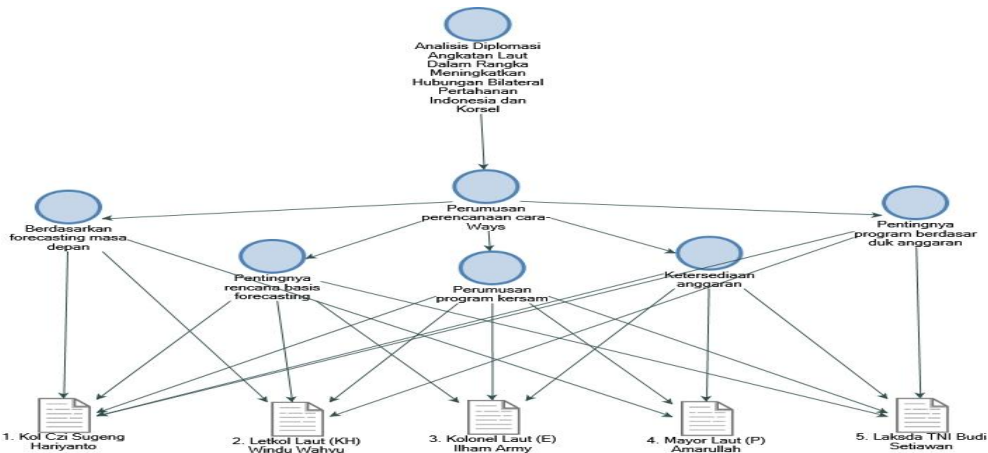 Analisis Diplomasi
Angkatan Laut
Dalam Rangka
Meningkatkan
Hubungan Bilateral
Pertahanan
Indonesia dan
Korsel
Perumusan
perencanaan cara
Ways
Berdasarkan
forecasting masa
depan
Pentingnya
program berdasar
duk anggaran
Pentingnya
rencana basis
forecasting
Perumusan
program kersam
Ketersediaan
anggaran
1. Kol Czi Sugeng
Hariyanto
2. Letkol Laut (KH)
Windu Wahyu
3. Kolonel Laut (E)
Ilham Army
4. Mayor Laut (P)
Amarullah
5. Laksda TNI Budi
Setiawan